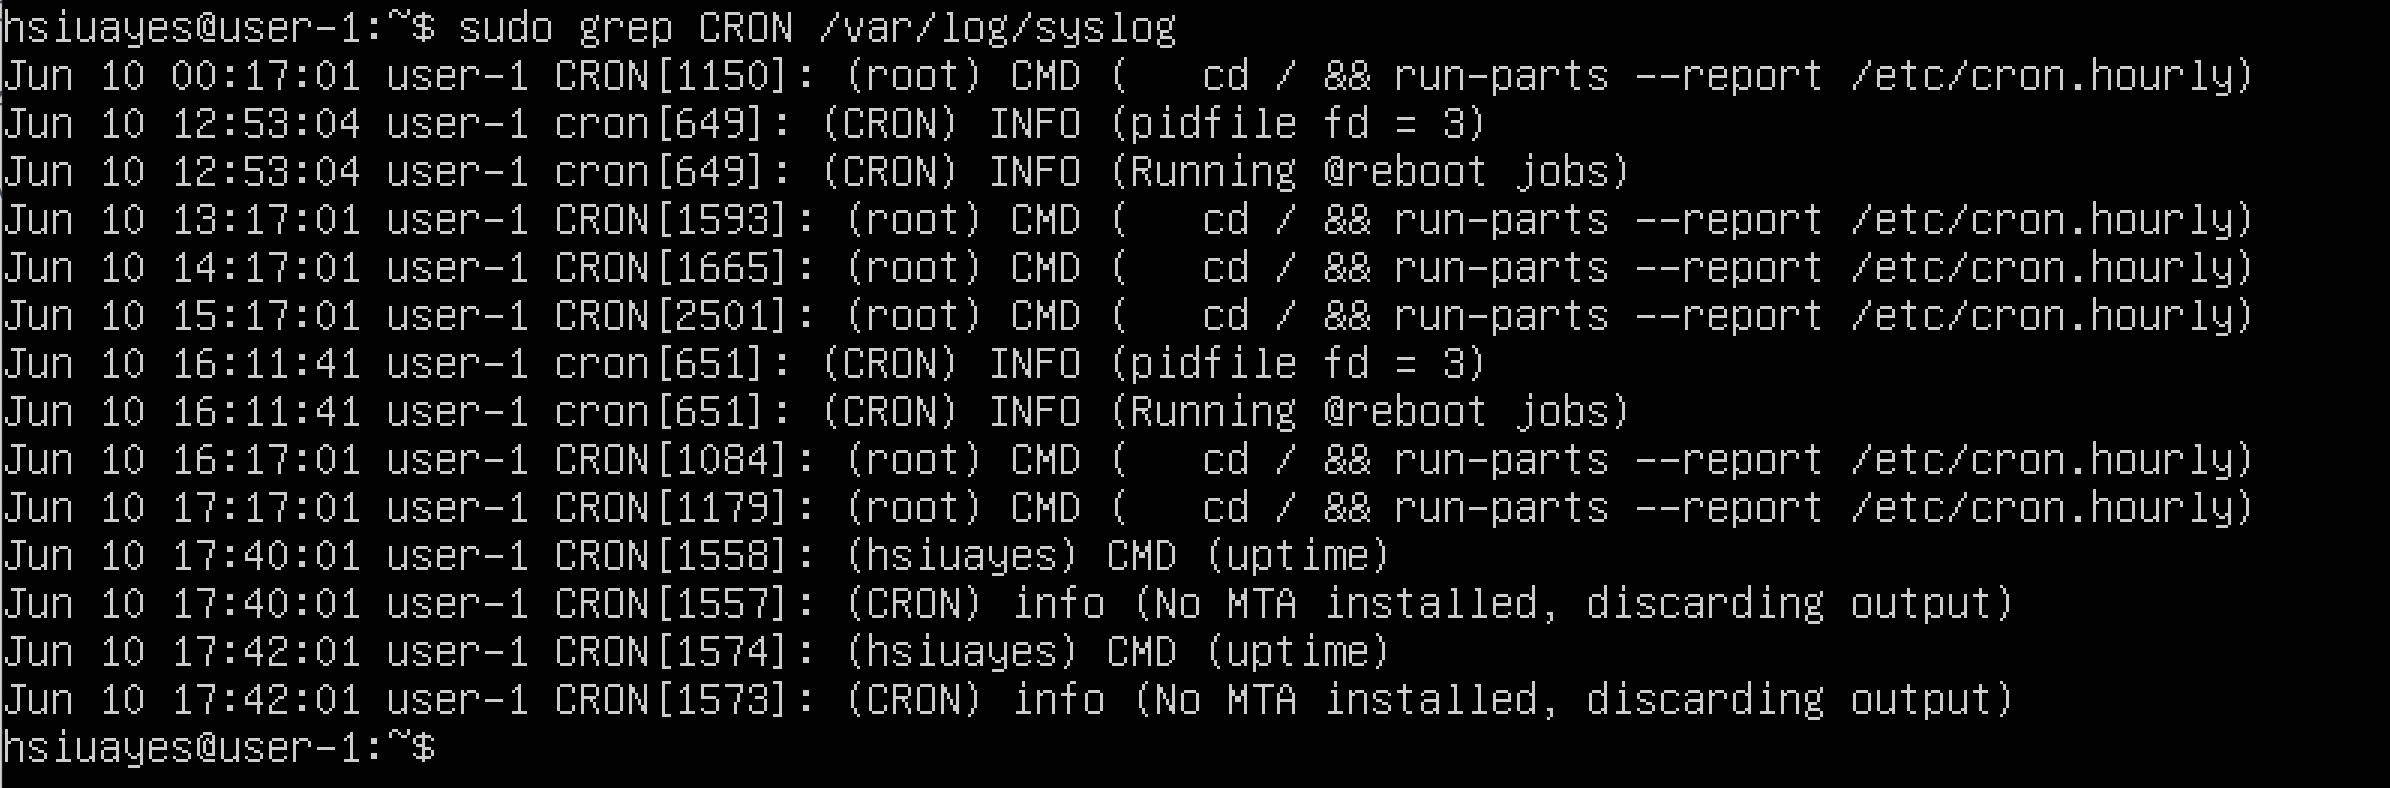 hsiuayes@user-1:~$ sudo grep CRON /var/log/syslog
Jun 10 00:17:01 user-1 CRON[1150]: (root) CMD (   cd / && run-parts --report /etc/cron.hourly)
Jun 10 12:53:04 user-1 cron[649]: (CRON) INFO (pidfile fd = 3)
Jun 10 12:53:04 user-1 cron[649]: (CRON) INFO (Running @reboot jobs)
Jun 10 13:17:01 user-1 CRON[1593]: (root) CMD (   cd / && run-parts --report /etc/cron.hourly)
Jun 10 14:17:01 user-1 CRON[1665]: (root) CMD (   cd / && run-parts --report /etc/cron.hourly)
Jun 10 15:17:01 user-1 CRON[2501]: (root) CMD (   cd / && run-parts --report /etc/cron.hourly)
Jun 10 16:11:41 user-1 cron[651]: (CRON) INFO (pidfile fd = 3)
Jun 10 16:11:41 user-1 cron[651]: (CRON) INFO (Running @reboot jobs)
Jun 10 16:17:01 user-1 CRON[1084]: (root) CMD (   cd / && run-parts --report /etc/cron.hourly)
Jun 10 17:17:01 user-1 CRON[1179]: (root) CMD (   cd / && run-parts --report /etc/cron.hourly)
Jun 10 17:40:01 user-1 CRON[1558]: (hsiuayes) CMD (uptime)
Jun 10 17:40:01 user-1 CRON[1557]: (CRON) info (No MTA installed, discarding output)
Jun 10 17:42:01 user-1 CRON[1574]: (hsiuayes) CMD (uptime)
Jun 10 17:42:01 user-1 CRON[1573]: (CRON) info (No MTA installed, discarding output)
hsiuayes@user-1:~$